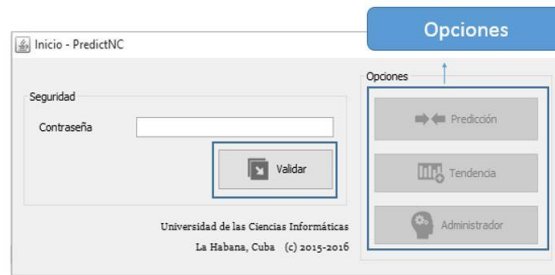 Opciones
Inicio - PredictNC
Opciones
Seguridad
Contraseña
Predicción
Validar
Tendencia
Administrador
Universidad de las Ciencias Informáticas
La Habana, Cuba (c) 2015-2016